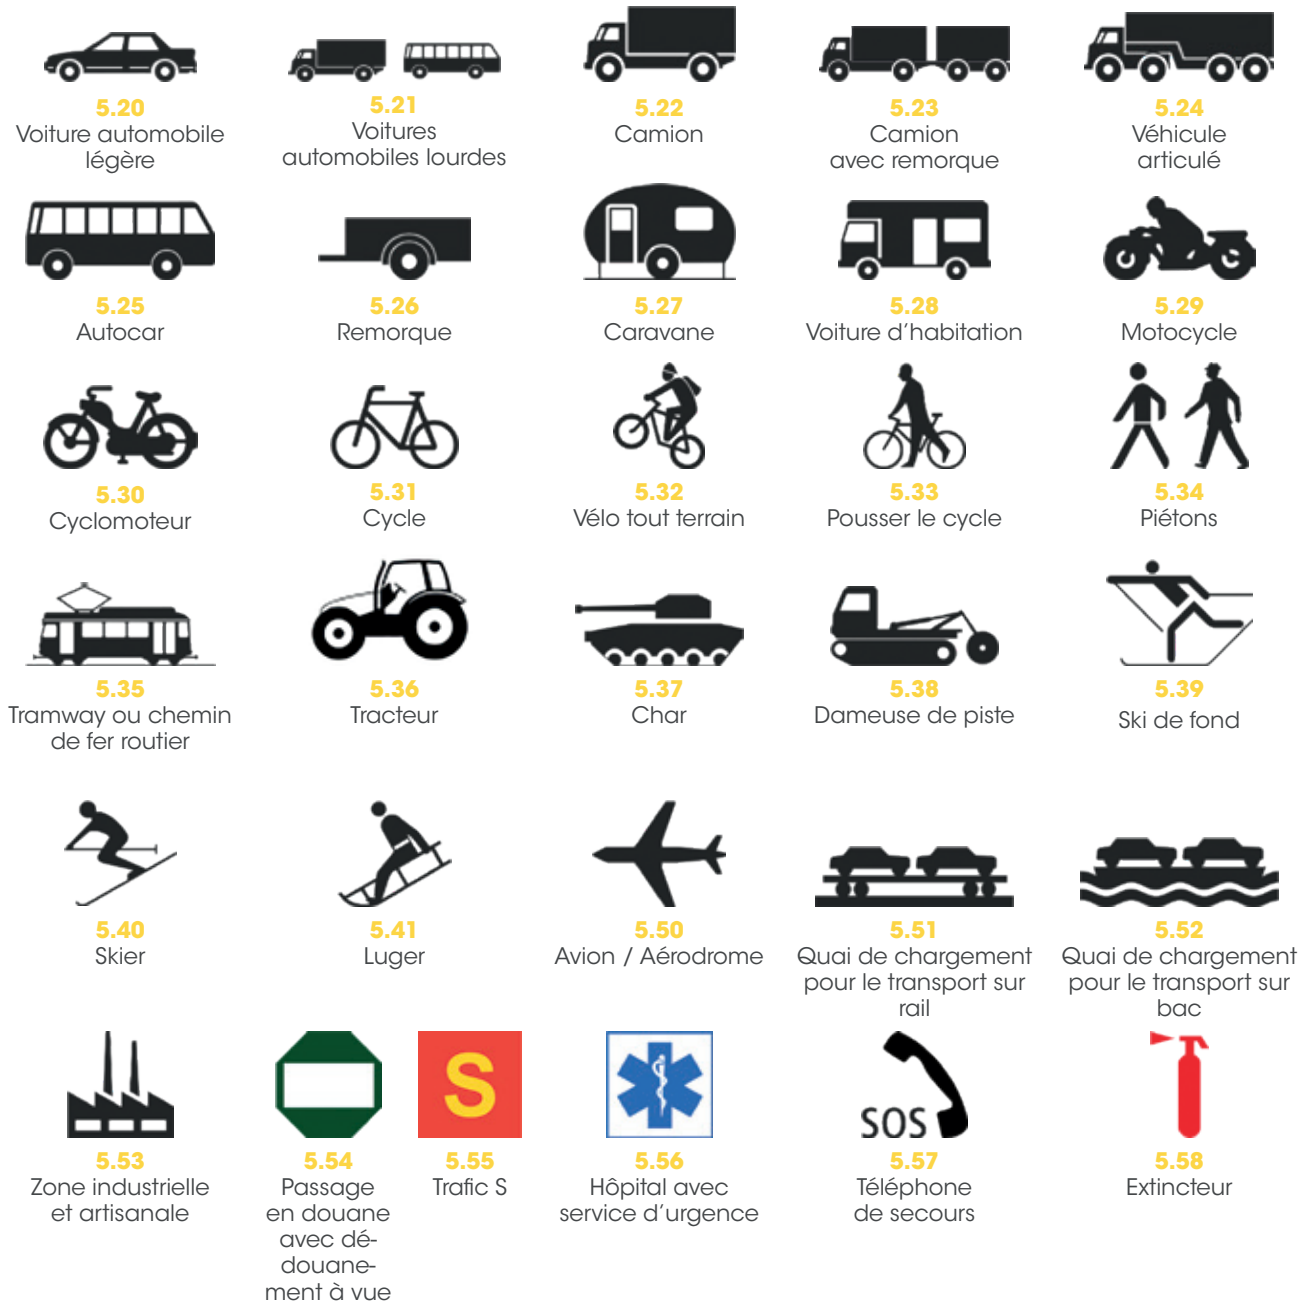 5.20
Voiture automobile
légère
5.21
Voitures
automobiles lourdes
5.22
Camion
5.23
Camion
avec remorque
5.24
Véhicule
articulé
5.25
Autocar
5.26
Remorque
5.27
Caravane
5.28
Voiture d’habitation
5.29
Motocycle
5.30
Cyclomoteur
5.31
Cycle
5.32
Vélo tout terrain
5.33
Pousser le cycle
5.34
Piétons
5.35
Tramway ou chemin
de fer routier
5.36
Tracteur
5.37
Char
5.38
Dameuse de piste
5.39
Ski de fond
5.40
Skier
5.41
Luger
5.50
Avion / Aérodrome
5.51
Quai de chargement
pour le transport sur
rail
5.52
Quai de chargement
pour le transport sur
bac
5.53
Zone industrielle
et artisanale
5.54
Passage
en douane
avec dé-
douane-
ment à vue
S
5.55
Trafic S
5.56
Hôpital avec
service d’urgence
SOS
5.57
Téléphone
de secours
5.58
Extincteur